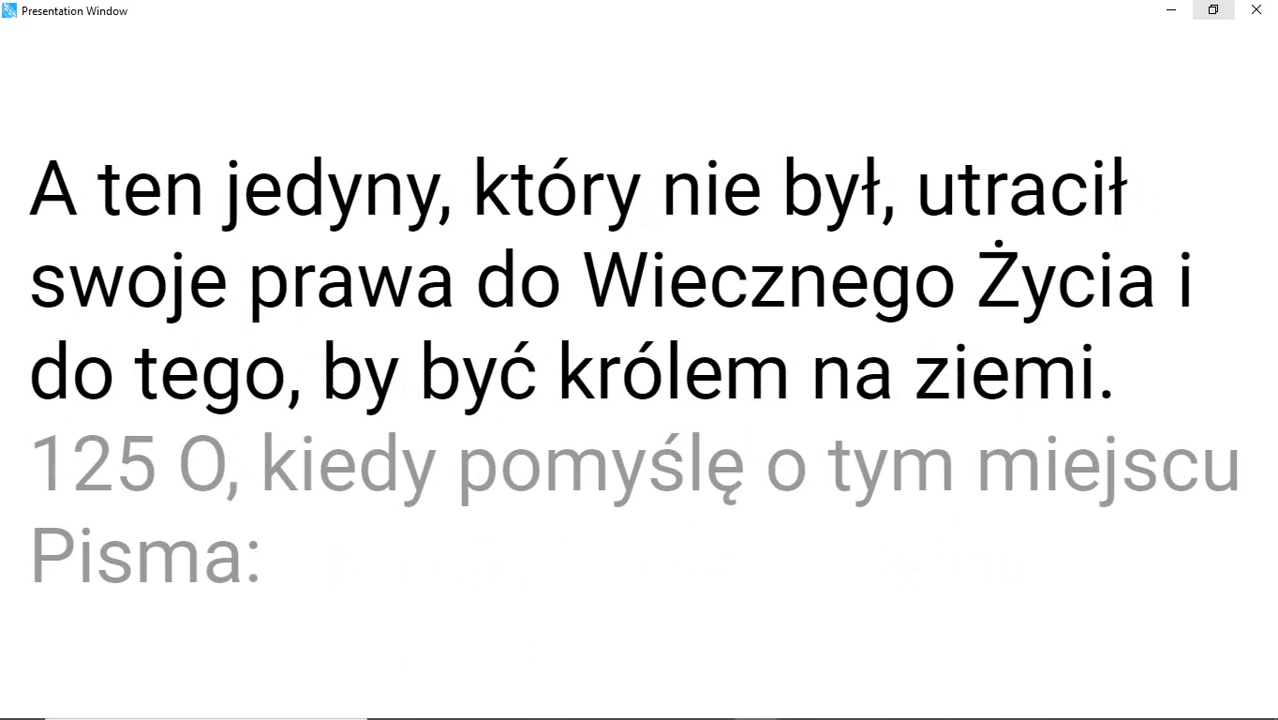 Presentation Window
A ten jedyny, który nie był, utracił
swoje prawa do Wiecznego Życia i
do tego, by być królem na ziemi.
125 O, kiedy pomyślę o tym miejscu
Pisma: